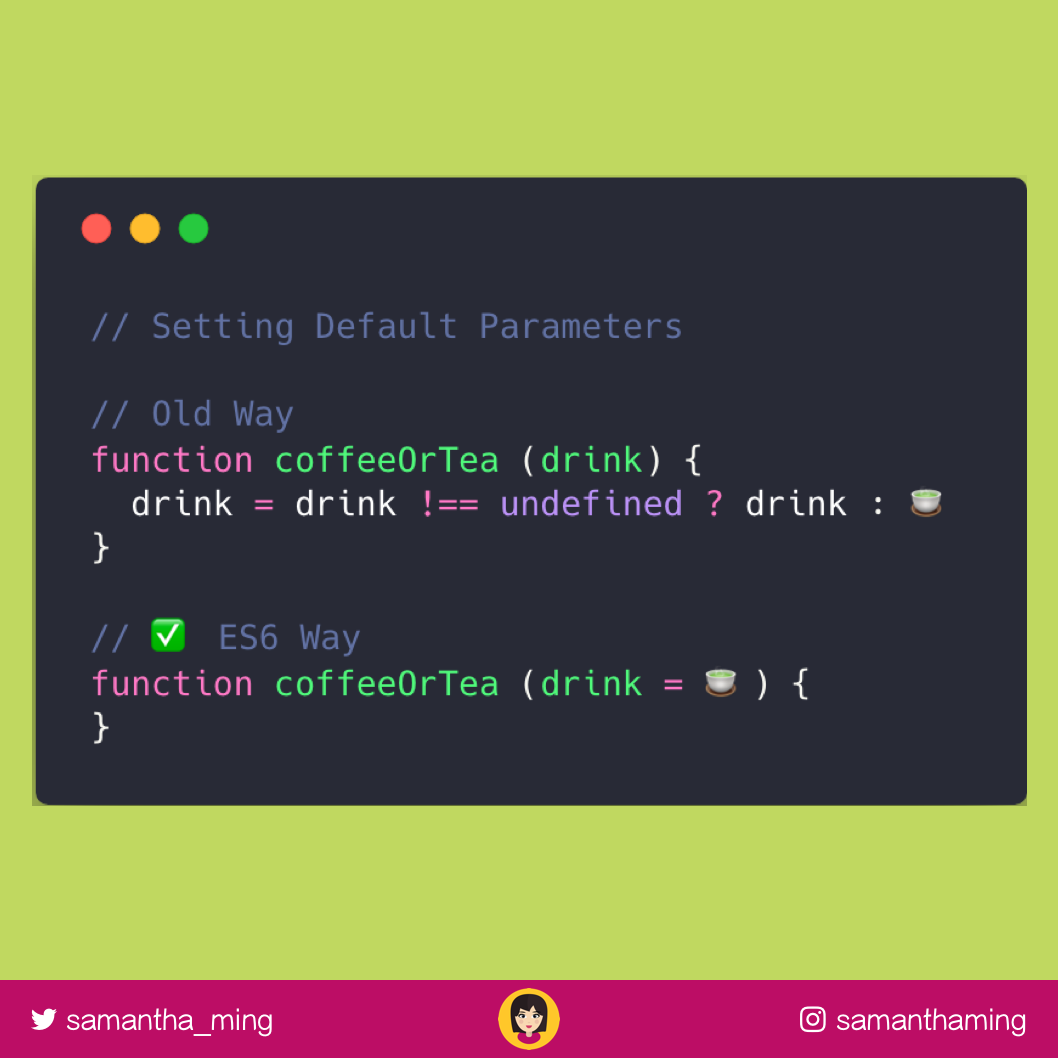 // Setting Default Parameters
// Old Way
function coffeeOrTea (drink) {
  drink = drink !== undefined ? drink : 🍵
}
// ✅ ES6 Way
function coffeeOrTea (drink = 🍵 ) {
}
samantha_ming
samanthaming